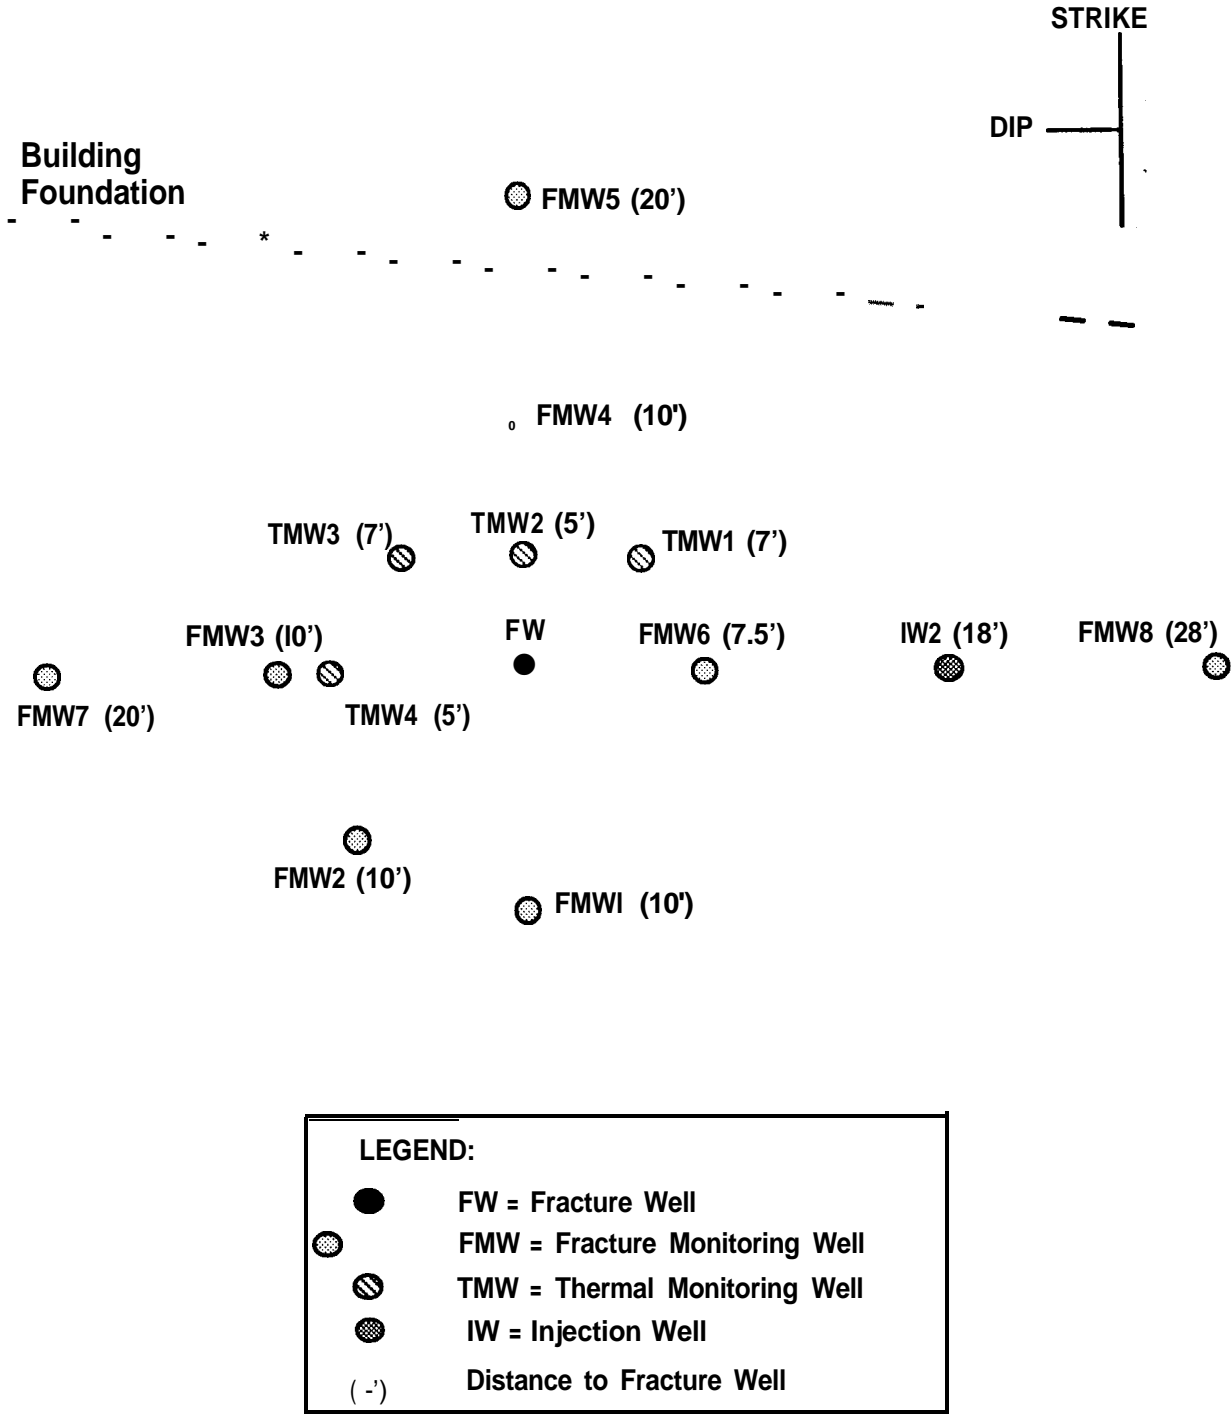 STRIKE
DIP
Building
Foundation
FMW5 (20')
FMW4 (10')
TMW3 (7')
TMW2 (5')
TMW1 (7')
FMW3 (l0')
FW
FMW6 (7.5')
IW2 (18')
FMW8 (28')
FMW7 (20')
TMW4 (5')
FMW2 (10')
FMWl (10')
LEGEND:
FW = Fracture Well
FMW = Fracture Monitoring Well
TMW = Thermal Monitoring Well
IW = Injection Well
( -') Distance to Fracture Well